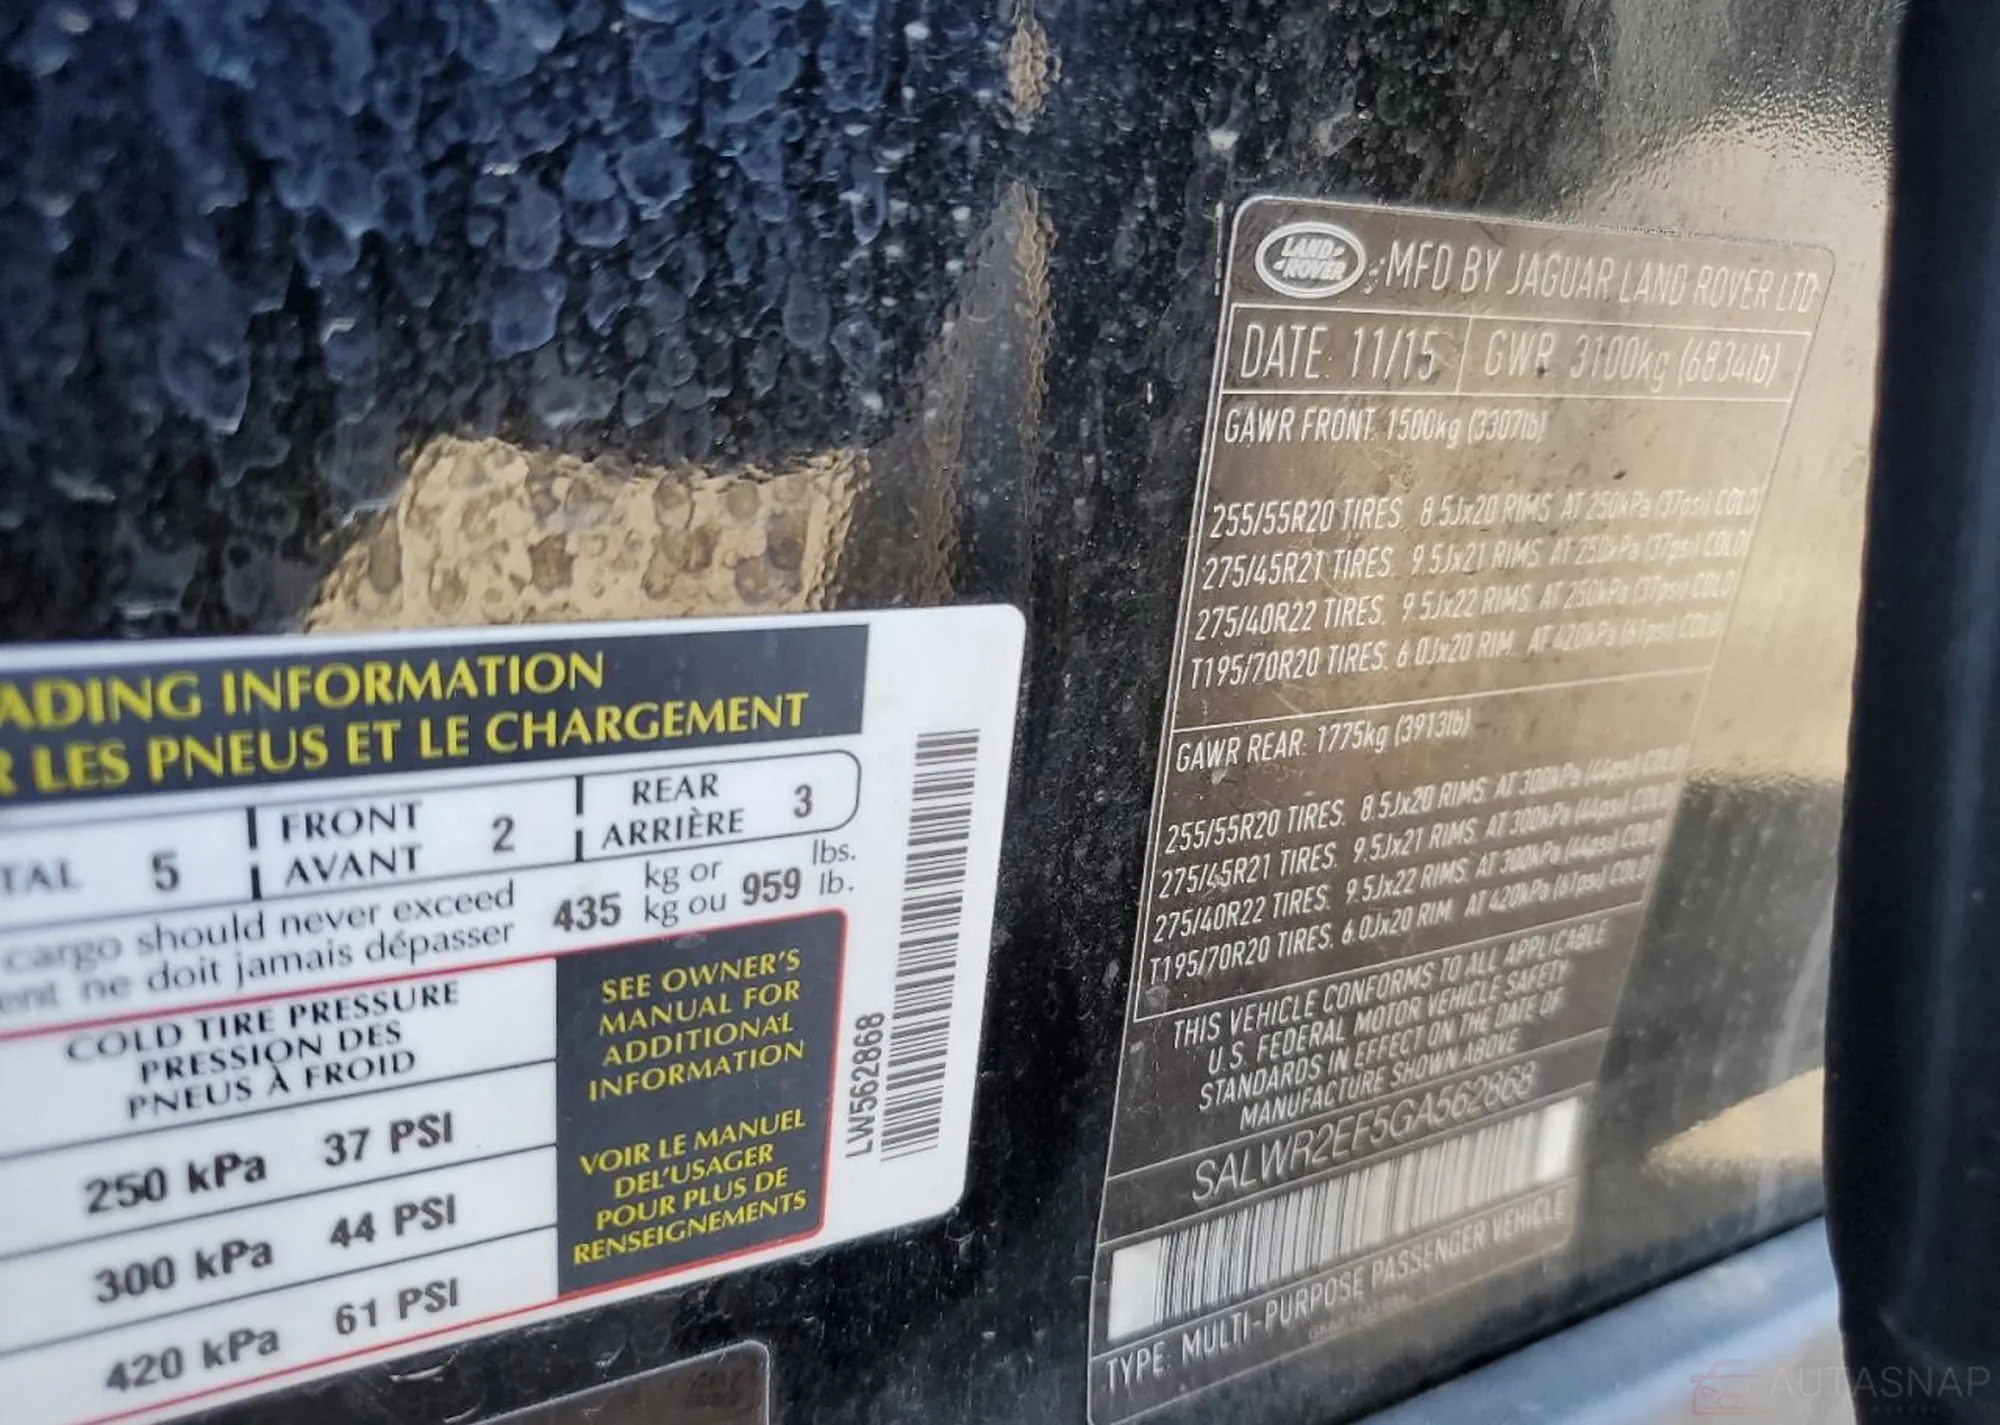 ADING INFORMATION
R LES PNEUS ET LE CHARGEMENT
TAL 5 FRONT AVANT 2 REAR ARRIÈRE 3
cargo should never exceed 435 kg or 959 lbs.
ent ne doit jamais dépasser kg ou lb.
COLD TIRE PRESSURE
PRESSION DES
PNEUS À FROID
250 kPa 37 PSI
300 kPa 44 PSI
420 kPa 61 PSI
SEE OWNER'S
MANUAL FOR
ADDITIONAL
INFORMATION
VOIR LE MANUEL
DEL'USAGER
POUR PLUS DE
RENSEIGNEMENTS
LW562868
LAND
ROVER
MFD BY JAGUAR LAND ROVER LTD
DATE: 11/15 GWR 3100kg (6834lb)
GAWR FRONT 1500kg (3307lb)
255/55R20 TIRES. 8.5Jx20 RIMS AT 250kPa (37psi) COLD
275/45R21 TIRES. 9.5Jx21 RIMS. AT 250kPa (37psi) COLD
275/40R22 TIRES. 9.5Jx22 RIMS. AT 250kPa (37psi) COLD
T195/70R20 TIRES. 6.0Jx20 RIM. AT 420kPa (61psi) COLD
GAWR REAR: 1775kg (3913lb)
255/55R20 TIRES. 8.5Jx20 RIMS AT 300kPa (44psi) COLD
275/45R21 TIRES. 9.5Jx21 RIMS. AT 300kPa (44psi) COLD
275/40R22 TIRES. 9.5Jx22 RIMS. AT 300kPa (44psi) COLD
T195/70R20 TIRES. 6.0Jx20 RIM. AT 420kPa (61psi) COLD
THIS VEHICLE CONFORMS TO ALL APPLICABLE
U.S. FEDERAL MOTOR VEHICLE SAFETY
STANDARDS IN EFFECT ON THE DATE OF
MANUFACTURE SHOWN ABOVE
SALWR2EF5GA562868
TYPE: MULTI-PURPOSE PASSENGER VEHICLE
AUTASNAP